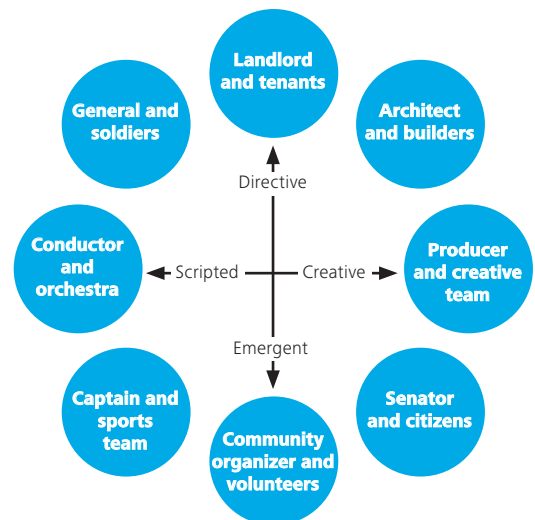 Landlord
and tenants
General and
soldiers
Architect
and builders
Directive
Conductor
and
orchestra
Scripted
Creative
Producer
and creative
team
Emergent
Captain and
sports
team
Senator
and citizens
Community
organizer and
volunteers